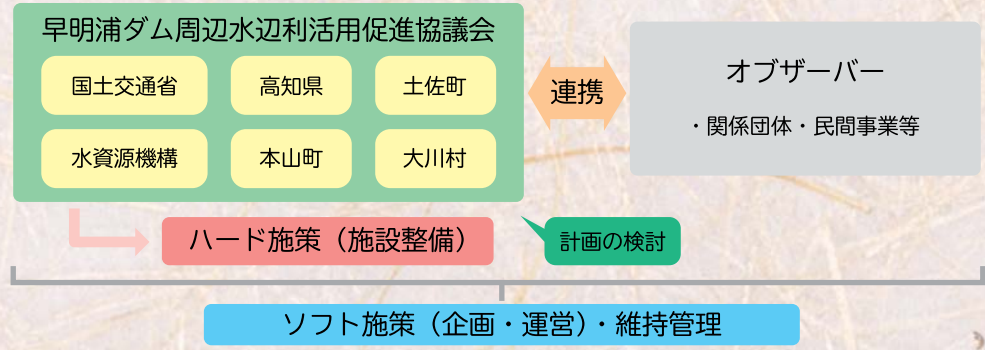 早明浦ダム周辺水辺利活用促進協議会
国土交通省 高知県 土佐町
水資源機構 本山町 大川村
連携
オブザーバー
・関係団体・民間事業等
ハード施策（施設整備）
計画の検討
ソフト施策（企画・運営）・維持管理